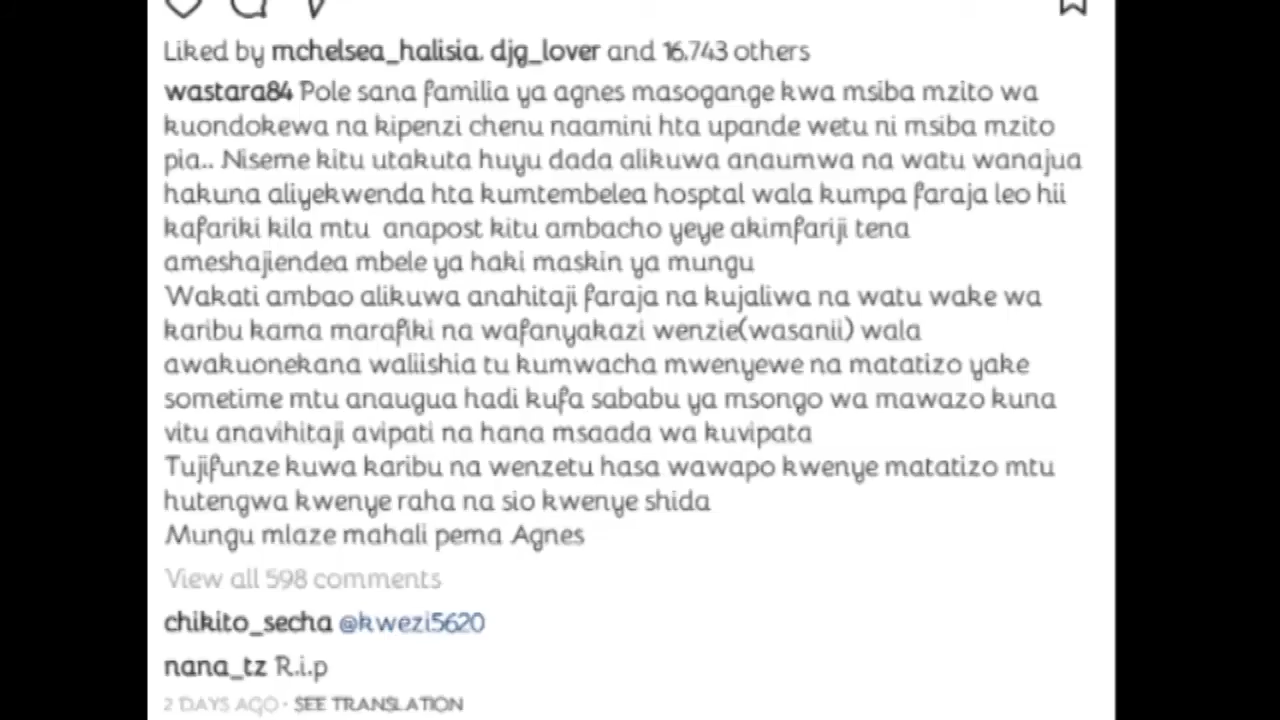 Liked by mchelsea_halisia, djg_lover and 16,743 others
wastara84 Pole sana familia ya agnes masogange kwa msiba mzito wa
kuondokewa na kipenzi chenu naamini hta upande wetu ni msiba mzito
pia.. Niseme kitu utakuta huyu dada alikuwa anaumwa na watu wanajua
hakuna aliyekwenda hta kumtembelea hosptal wala kumpa faraja leo hii
kafariki kila mtu anapost kitu ambacho yeye akimfariji tena
ameshajiendea mbele ya haki maskin ya mungu
Wakati ambao alikuwa anahitaji faraja na kujaliwa na watu wake wa
karibu kama marafiki na wafanyakazi wenzie(wasanii) wala
awakuonekana waliishia tu kumwacha mwenyewe na matatizo yake
sometime mtu anaugua hadi kufa sababu ya msongo wa mawazo kuna
vitu anavihitaji avipati na hana msaada wa kuvipata
Tujifunze kuwa karibu na wenzetu hasa wawapo kwenye matatizo mtu
hutengwa kwenye raha na sio kwenye shida
Mungu mlaze mahali pema Agnes
View all 598 comments
chikito_secha @kwezi5620
nana_tz R.i.p
2 DAYS AGO · SEE TRANSLATION